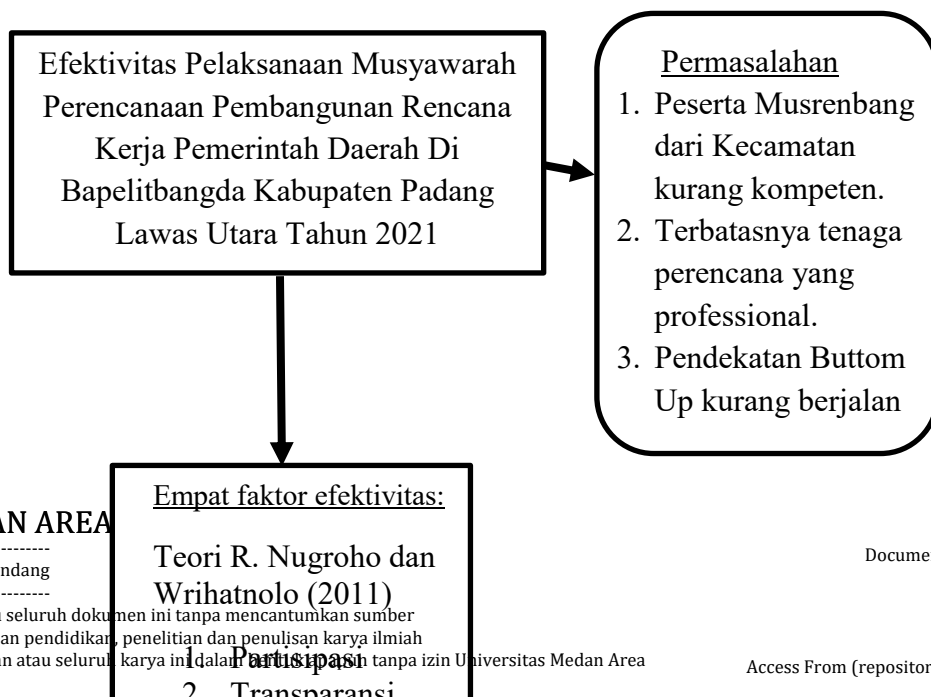 Efektivitas Pelaksanaan Musyawarah
Perencanaan Pembangunan Rencana
Kerja Pemerintah Daerah Di
Bapelitbangda Kabupaten Padang
Lawas Utara Tahun 2021
Permasalahan
1. Peserta Musrenbang
dari Kecamatan
kurang kompeten.
2. Terbatasnya tenaga
perencana yang
professional.
3. Pendekatan Buttom
Up kurang berjalan
Empat faktor efektivitas:
Teori R. Nugroho dan
Wrihatnolo (2011)
1. Partisipasi
2. Transparansi
AN AREA
---------
ndang
---------
seluruh dokumen ini tanpa mencantumkan sumber
an pendidikan, penelitian dan penulisan karya ilmiah
an atau seluruh karya ini dalam bentuk apapun tanpa izin Universitas Medan Area
Docume
Access From (repositor